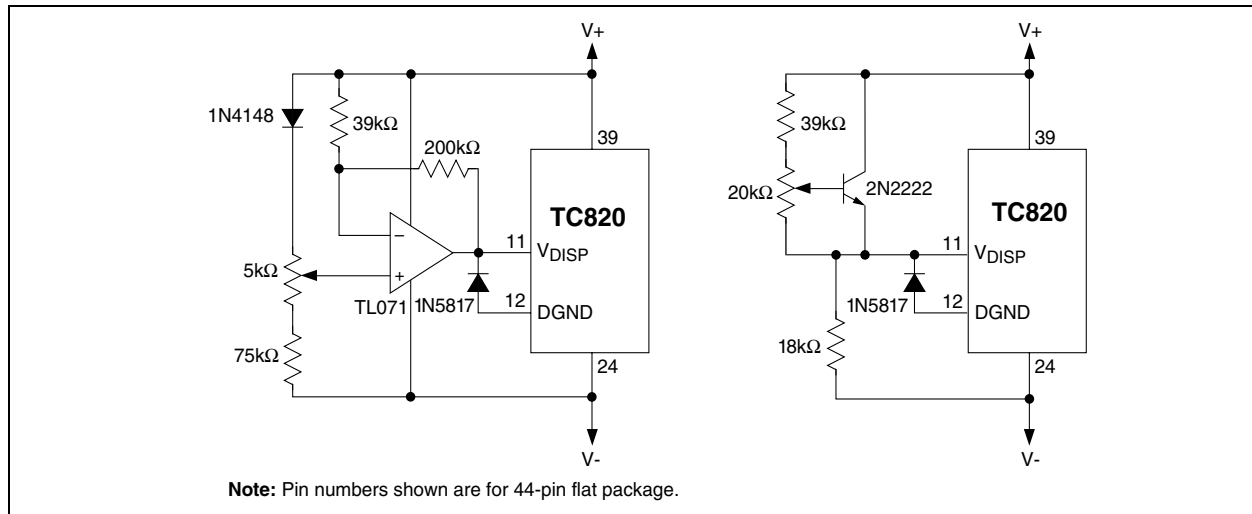 V+
1N4148
39kΩ
200kΩ
39
TC820
5kΩ
−
+
TL071
1N5817
11
VDISP
12
DGND
75kΩ
24
V-
V+
39kΩ
20kΩ
2N2222
39
TC820
11
VDISP
1N5817
12
DGND
18kΩ
24
V-
Note: Pin numbers shown are for 44-pin flat package.